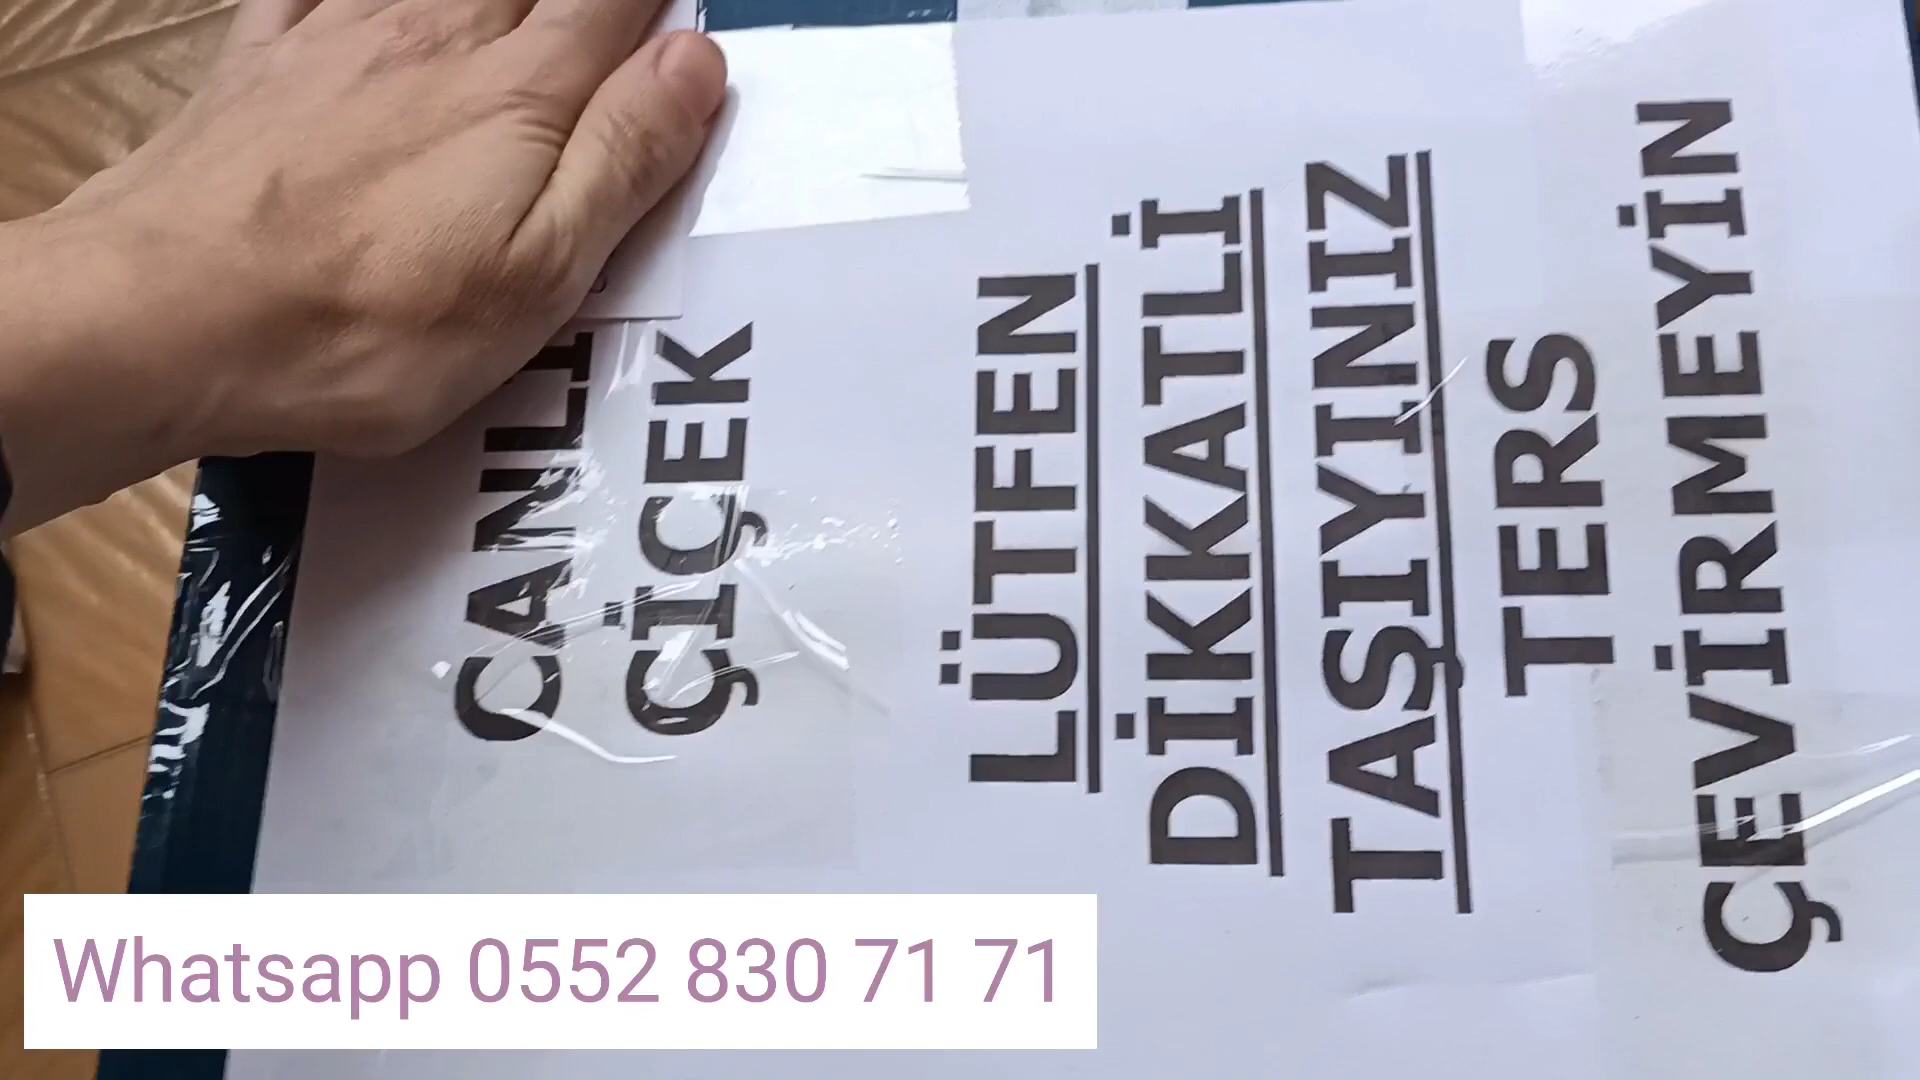 CANLI
ÇİÇEK
LÜTFEN
DİKKATLİ
TAŞIYINIZ
TERS
ÇEVİRMEYİN
Whatsapp 0552 830 71 71